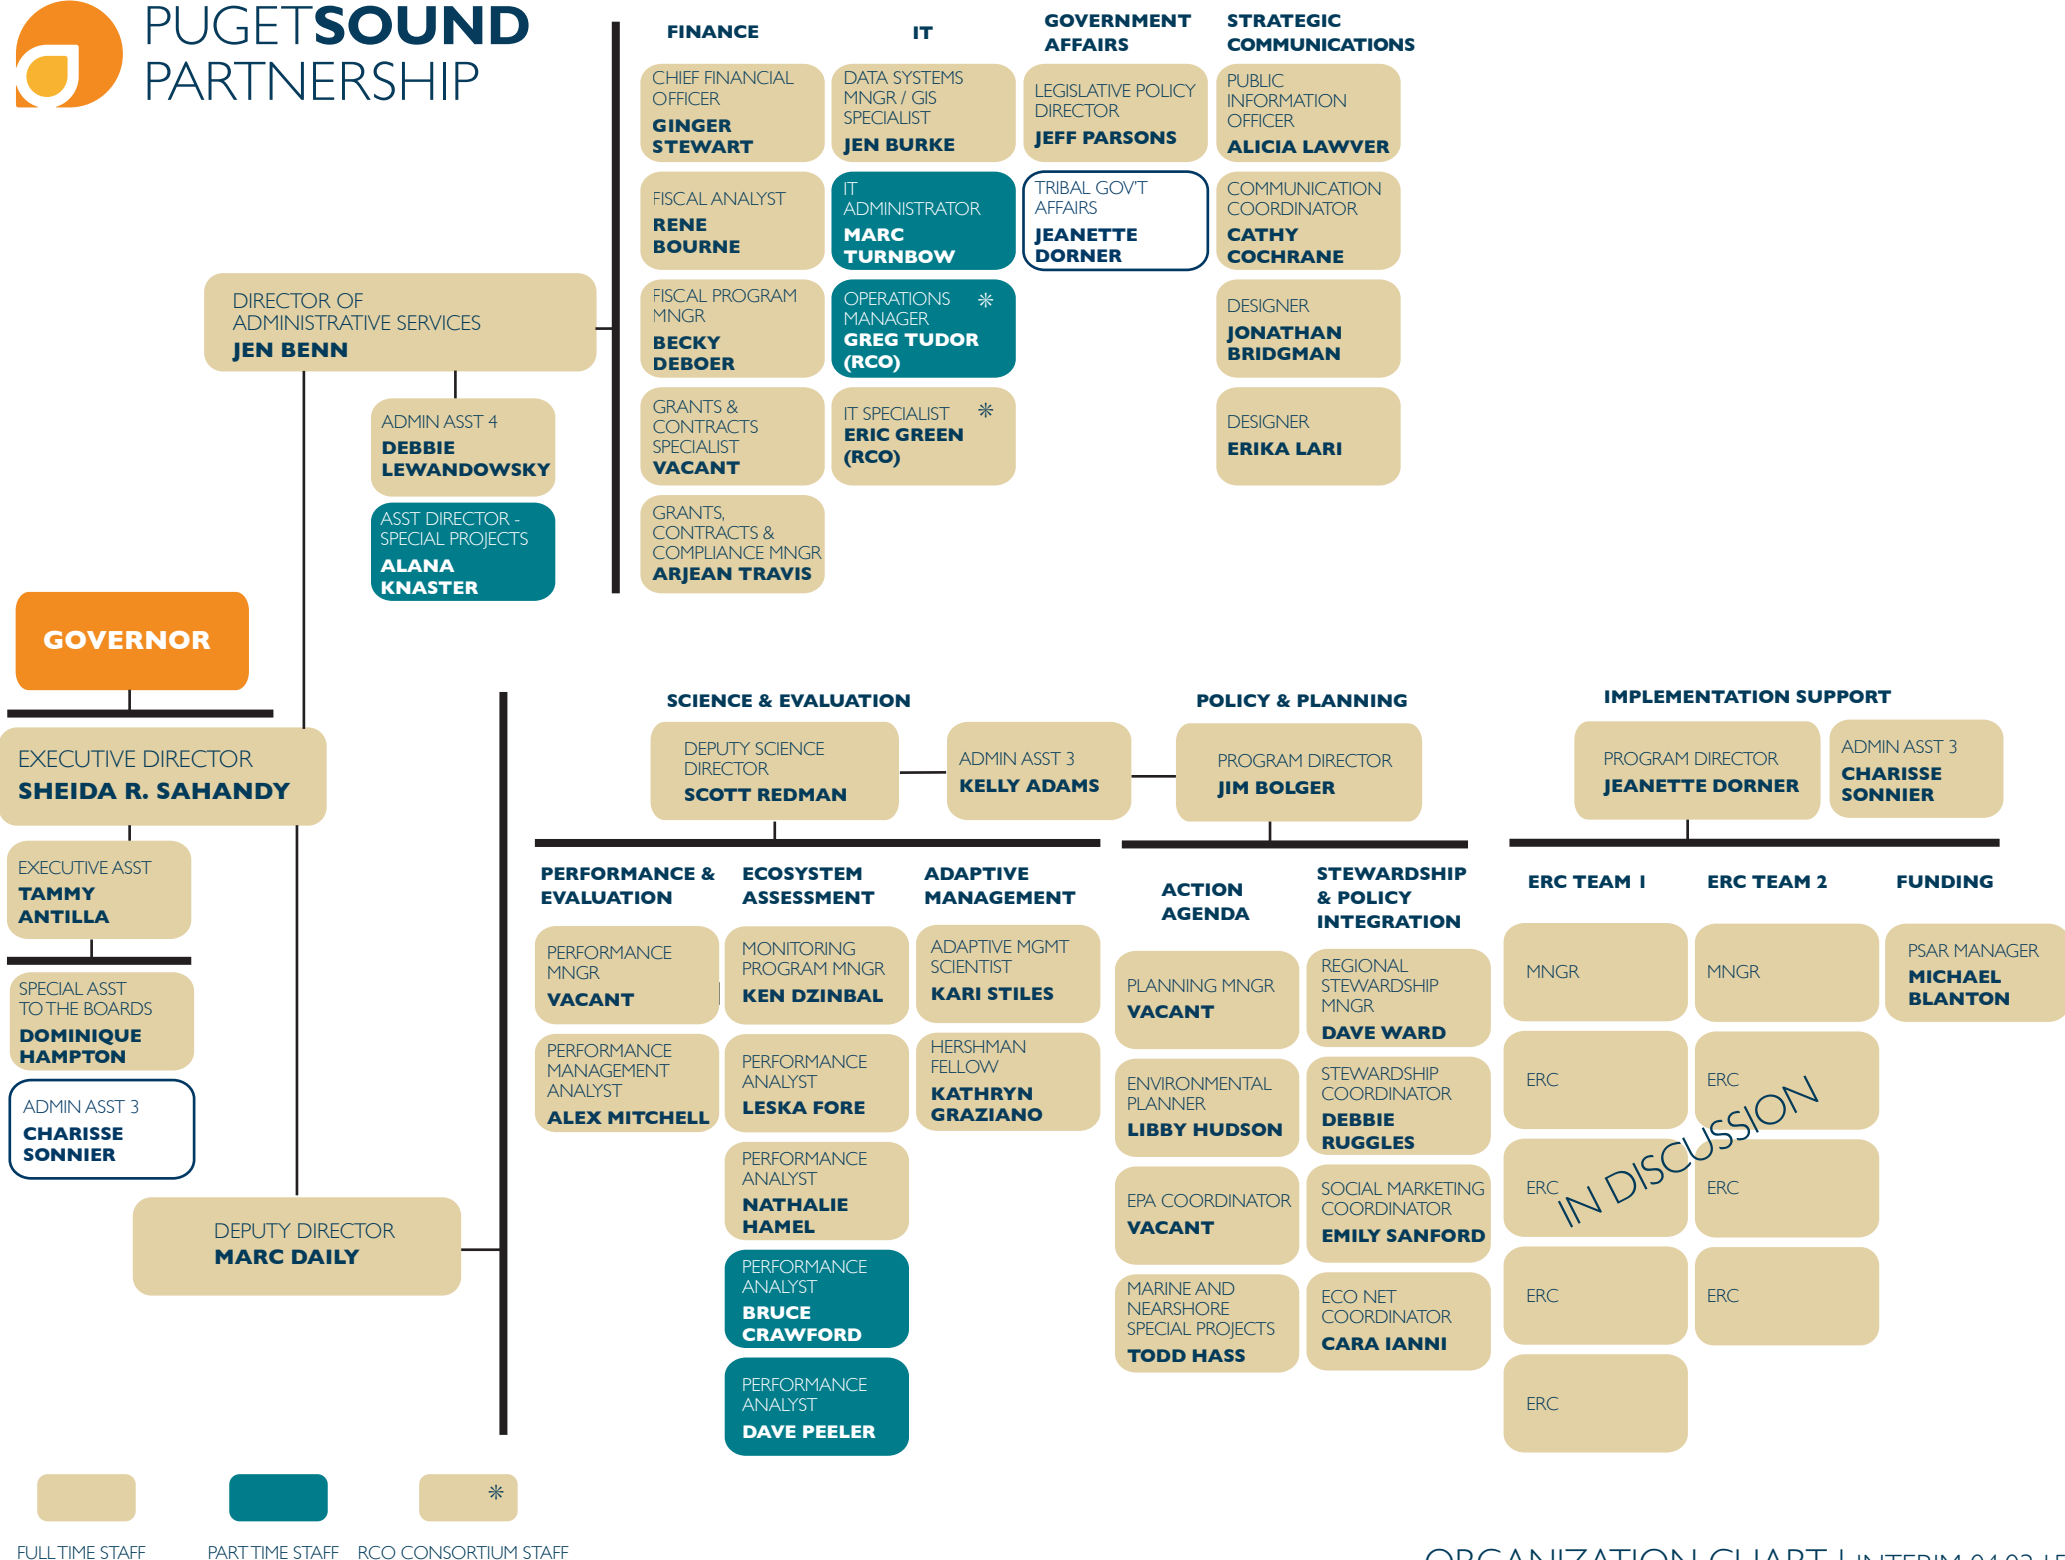 PUGETSOUND
PARTNERSHIP
FINANCE
CHIEF FINANCIAL
OFFICER
GINGER
STEWART
FISCAL ANALYST
RENE
BOURNE
FISCAL PROGRAM
MNGR
BECKY
DEBOER
GRANTS &
CONTRACTS
SPECIALIST
VACANT
GRANTS,
CONTRACTS &
COMPLIANCE MNGR
ARJEAN TRAVIS
IT
DATA SYSTEMS
MNGR / GIS
SPECIALIST
JEN BURKE
IT
ADMINISTRATOR
MARC
TURNBOW
OPERATIONS *
MANAGER
GREG TUDOR
(RCO)
IT SPECIALIST *
ERIC GREEN
(RCO)
GOVERNMENT
AFFAIRS
LEGISLATIVE POLICY
DIRECTOR
JEFF PARSONS
TRIBAL GOV'T
AFFAIRS
JEANETTE
DORNER
STRATEGIC
COMMUNICATIONS
PUBLIC
INFORMATION
OFFICER
ALICIA LAWVER
COMMUNICATION
COORDINATOR
CATHY
COCHRANE
DESIGNER
JONATHAN
BRIDGMAN
DESIGNER
ERIKA LARI
DIRECTOR OF
ADMINISTRATIVE SERVICES
JEN BENN
ADMIN ASST 4
DEBBIE
LEWANDOWSKY
ASST DIRECTOR -
SPECIAL PROJECTS
ALANA
KNASTER
GOVERNOR
EXECUTIVE DIRECTOR
SHEIDA R. SAHANDY
EXECUTIVE ASST
TAMMY
ANTILLA
SPECIAL ASST
TO THE BOARDS
DOMINIQUE
HAMPTON
ADMIN ASST 3
CHARISSE
SONNIER
DEPUTY DIRECTOR
MARC DAILY
SCIENCE & EVALUATION
DEPUTY SCIENCE
DIRECTOR
SCOTT REDMAN
ADMIN ASST 3
KELLY ADAMS
POLICY & PLANNING
PROGRAM DIRECTOR
JIM BOLGER
IMPLEMENTATION SUPPORT
PROGRAM DIRECTOR
JEANETTE DORNER
ADMIN ASST 3
CHARISSE
SONNIER
PERFORMANCE &
EVALUATION
PERFORMANCE
MNGR
VACANT
PERFORMANCE
MANAGEMENT
ANALYST
ALEX MITCHELL
ECOSYSTEM
ASSESSMENT
MONITORING
PROGRAM MNGR
KEN DZINBAL
PERFORMANCE
ANALYST
LESKA FORE
PERFORMANCE
ANALYST
NATHALIE
HAMEL
PERFORMANCE
ANALYST
BRUCE
CRAWFORD
PERFORMANCE
ANALYST
DAVE PEELER
ADAPTIVE
MANAGEMENT
ADAPTIVE MGMT
SCIENTIST
KARI STILES
HERSHMAN
FELLOW
KATHRYN
GRAZIANO
ACTION
AGENDA
PLANNING MNGR
VACANT
ENVIRONMENTAL
PLANNER
LIBBY HUDSON
EPA COORDINATOR
VACANT
MARINE AND
NEARSHORE
SPECIAL PROJECTS
TODD HASS
STEWARDSHIP
& POLICY
INTEGRATION
REGIONAL
STEWARDSHIP
MNGR
DAVE WARD
STEWARDSHIP
COORDINATOR
DEBBIE
RUGGLES
SOCIAL MARKETING
COORDINATOR
EMILY SANFORD
ECO NET
COORDINATOR
CARA IANNI
ERC TEAM 1
MNGR
ERC
ERC
ERC
ERC
ERC TEAM 2
MNGR
ERC
ERC
ERC
IN DISCUSSION
FUNDING
PSAR MANAGER
MICHAEL
BLANTON
*
FULL TIME STAFF
PART TIME STAFF
RCO CONSORTIUM STAFF
ORGANIZATION CHART | INTERIM 04.02.15